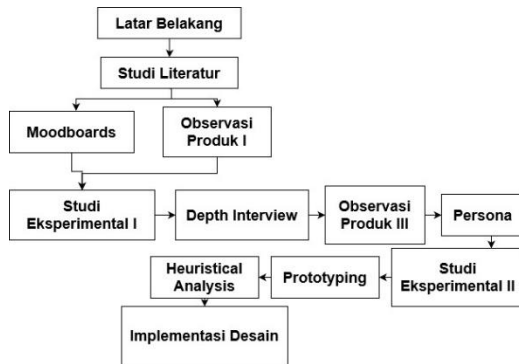 Latar Belakang
Studi Literatur
Moodboards
Observasi
Produk I
Studi
Eksperimental I
Depth Interview
Observasi
Produk III
Persona
Studi
Eksperimental II
Prototyping
Heuristical
Analysis
Implementasi Desain